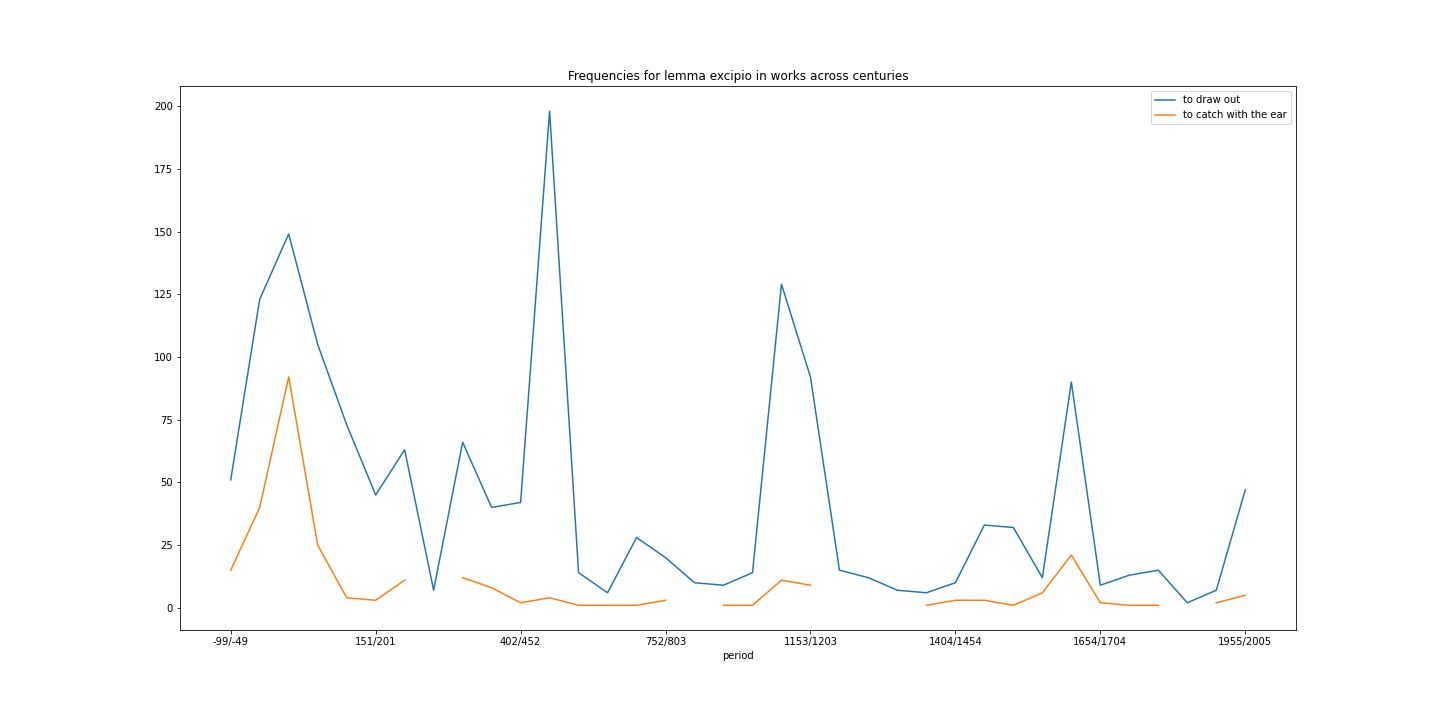 Frequencies for lemma excipio in works across centuries
to draw out
to catch with the ear
200
175
150
125
100
75
50
25
0
-99/-49 151/201 402/452 752/803 1153/1203 1404/1454 1654/1704 1955/2005
period